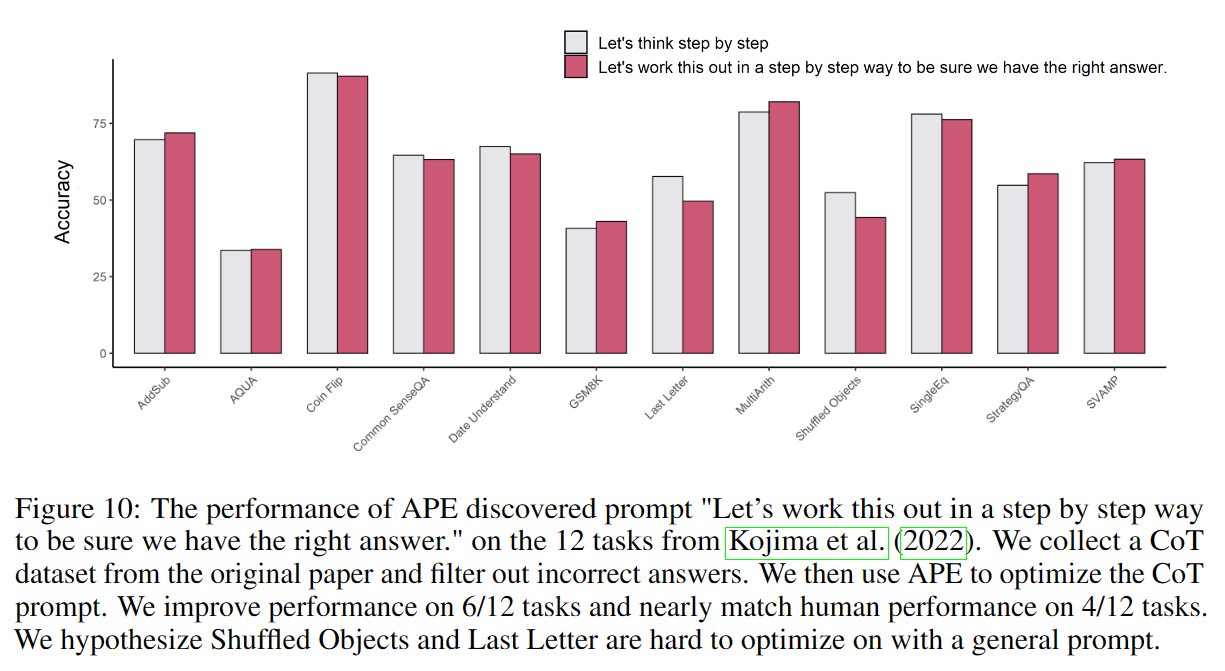 Let's think step by step
Let's work this out in a step by step way to be sure we have the right answer.
Accuracy
75
50
25
0
AddSub
AQUA
Coin Flip
Common SenseQA
Date Understand
GSM8K
Last Letter
MultiArith
Shuffled Objects
SingleEq
StrategyQA
SVAMP
Figure 10: The performance of APE discovered prompt "Let’s work this out in a step by step way
to be sure we have the right answer." on the 12 tasks from Kojima et al. (2022). We collect a CoT
dataset from the original paper and filter out incorrect answers. We then use APE to optimize the CoT
prompt. We improve performance on 6/12 tasks and nearly match human performance on 4/12 tasks.
We hypothesize Shuffled Objects and Last Letter are hard to optimize on with a general prompt.